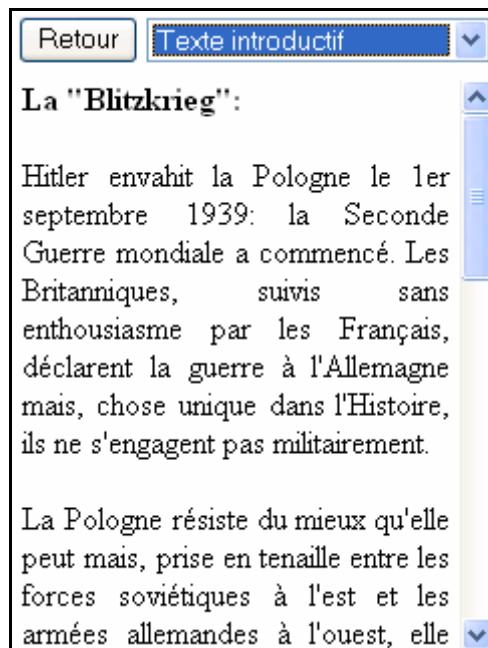 Retour Texte introductif
La "Blitzkrieg":
Hitler envahit la Pologne le 1er
septembre 1939: la Seconde
Guerre mondiale a commencé. Les
Britanniques, suivis sans
enthousiasme par les Français,
déclarent la guerre à l'Allemagne
mais, chose unique dans l'Histoire,
ils ne s'engagent pas militairement.
La Pologne résiste du mieux qu'elle
peut mais, prise en tenaille entre les
forces soviétiques à l'est et les
armées allemandes à l'ouest, elle